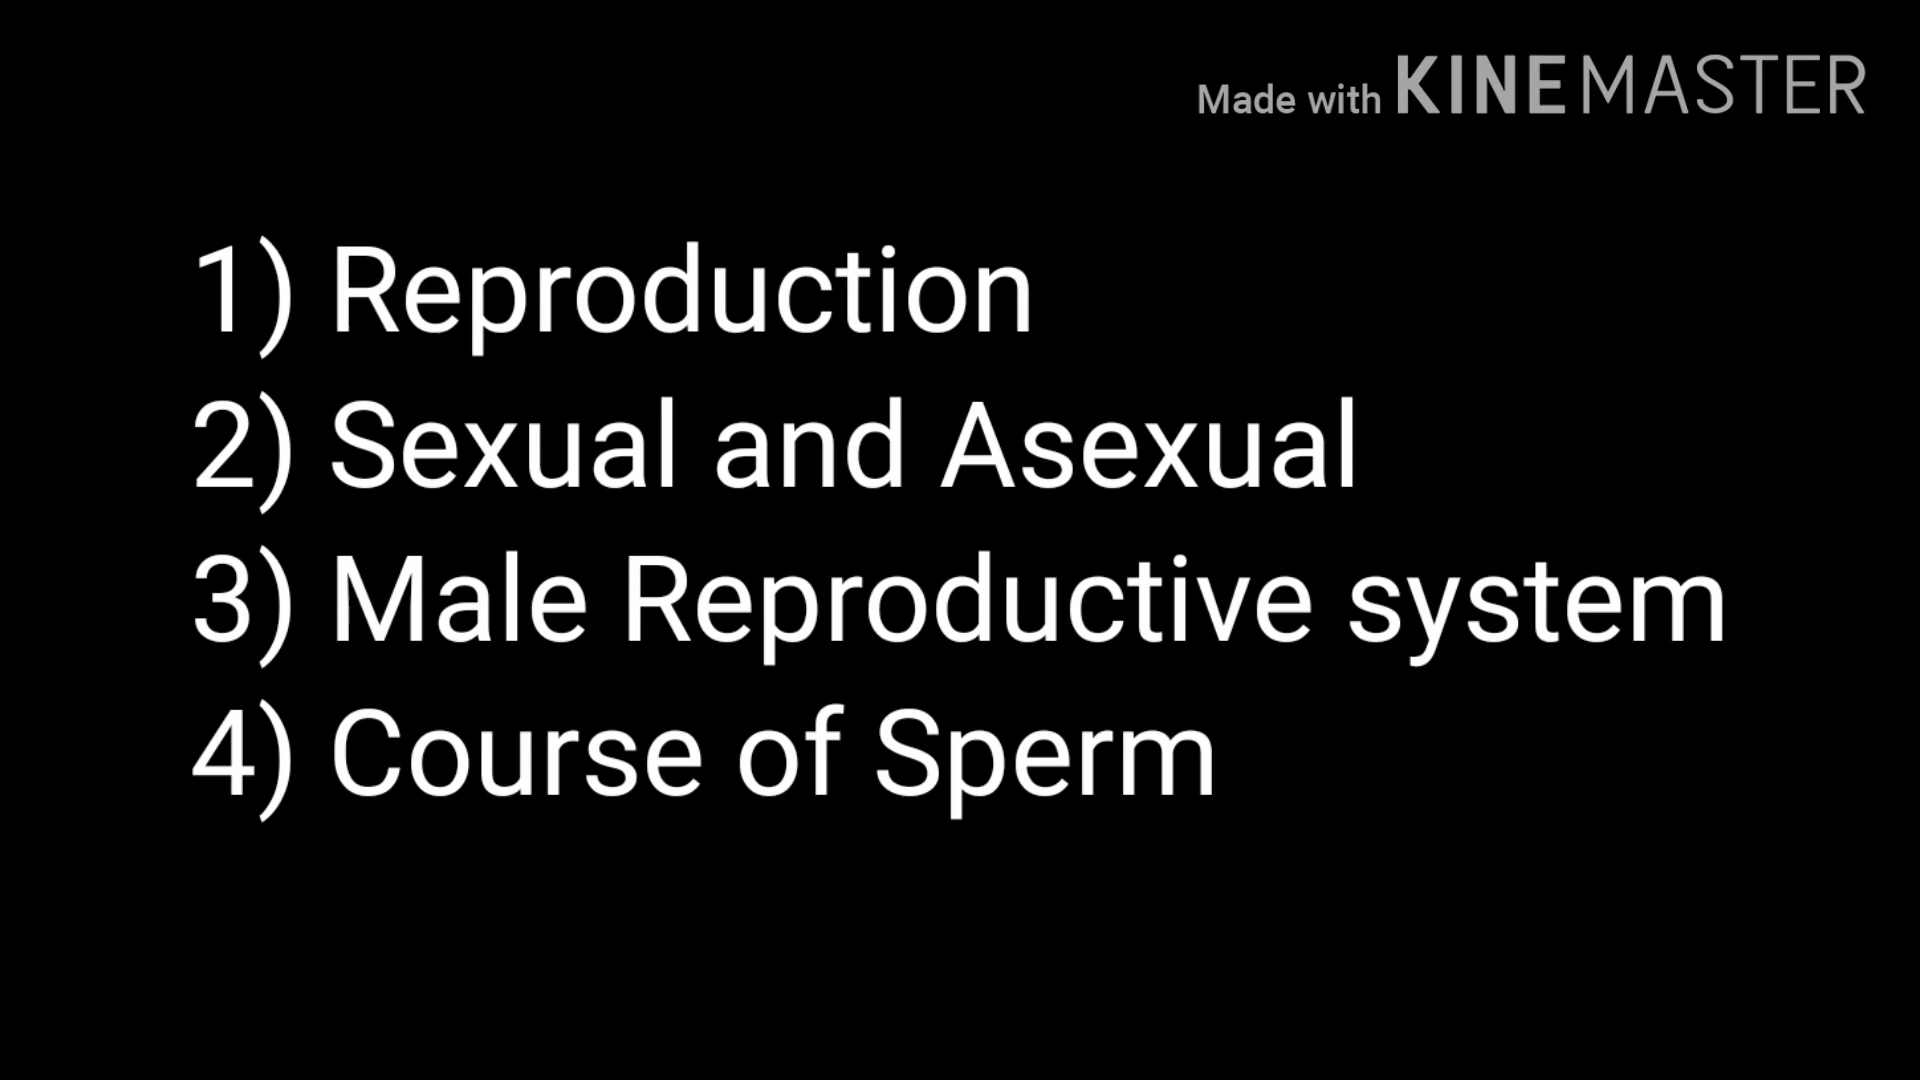 Made with KINEMASTER
1) Reproduction
2) Sexual and Asexual
3) Male Reproductive system
4) Course of Sperm